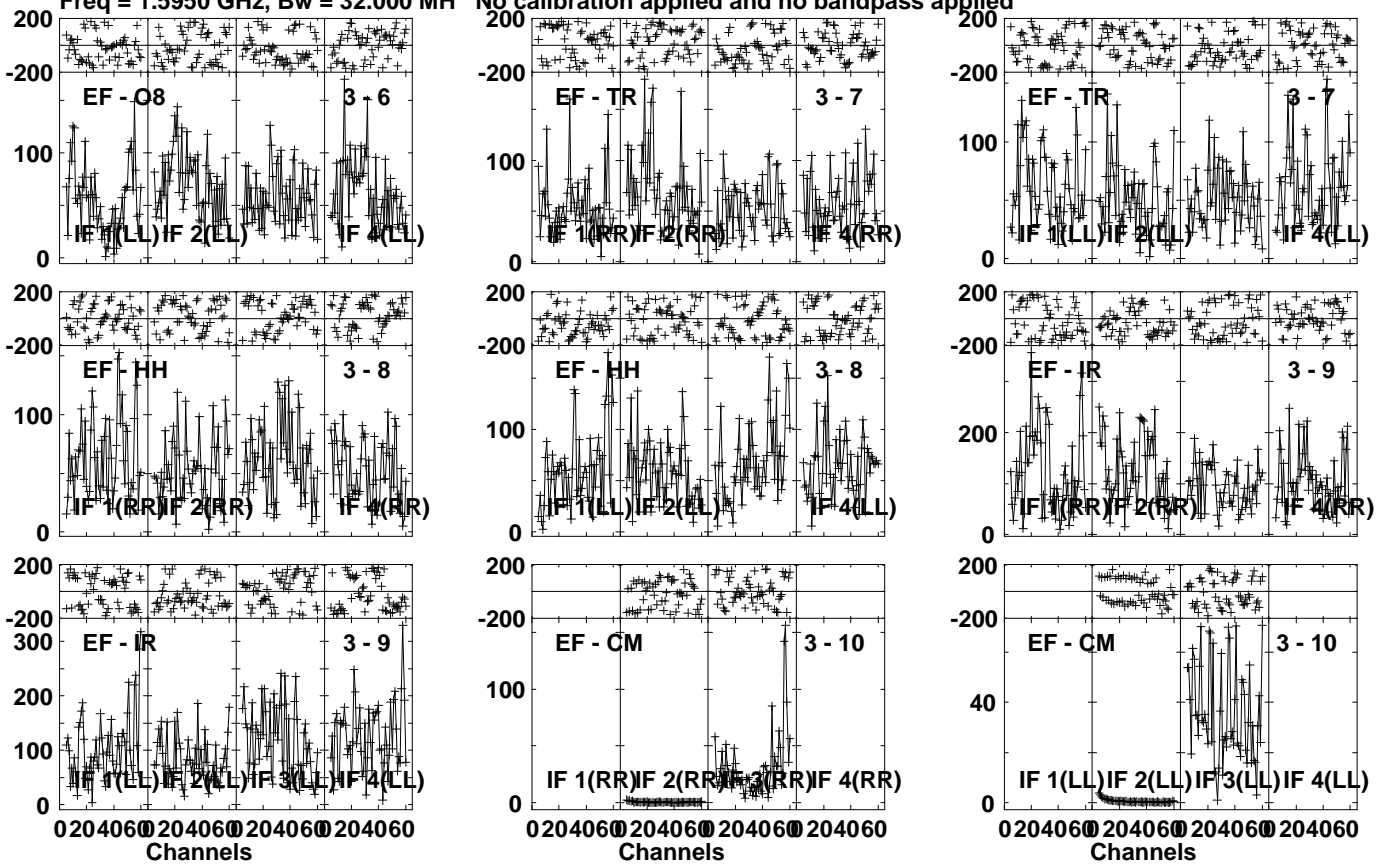 Freq = 1.5950 GHz, Bw = 32.000 MH No calibration applied and no bandpass applied
200 200 200
-200 -200 -200
EF - O8 3 - 6 EF - TR 3 - 7 EF - TR 3 - 7
100 100 100
IF 1(LL) IF 2(LL) IF 4(LL) IF 1(RR) IF 2(RR) IF 4(RR) IF 1(LL) IF 2(LL) IF 4(LL)
0 0 0
200 200 200
-200 -200 -200
EF - HH 3 - 8 EF - HH 3 - 8 EF - IR 3 - 9
100 100 200
IF 1(RR) IF 2(RR) IF 4(RR) IF 1(LL) IF 2(LL) IF 4(LL) IF 1(RR) IF 2(RR) IF 4(RR)
0 0 0
200 200 200
-200 -200 -200
300
EF - IR 3 - 9 EF - CM 3 - 10 EF - CM 3 - 10
200 100 40
100
IF 1(LL) IF 2(LL) IF 3(LL) IF 4(LL) IF 1(RR) IF 2(RR) IF 3(RR) IF 4(RR) IF 1(LL) IF 2(LL) IF 3(LL) IF 4(LL)
0 0 0
0 20 40 60 0 20 40 60 0 20 40 60 0 20 40 60 0 20 40 60 0 20 40 60 0 20 40 60 0 20 40 60 0 20 40 60 0 20 40 60 0 20 40 60 0 20 40 60
Channels Channels Channels